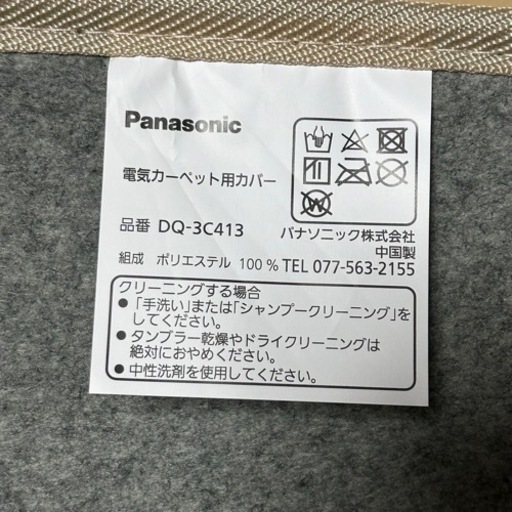 Panasonic
電気カーペット用カバー
品番 DQ-3C413
パナソニック株式会社
中国製
組成 ポリエステル 100 % TEL 077-563-2155
クリーニングする場合
● 「手洗い」または「シャンプークリーニング」を
してください。
● タンブラー乾燥やドライクリーニングは
絶対におやめください。
● 中性洗剤を使用してください。